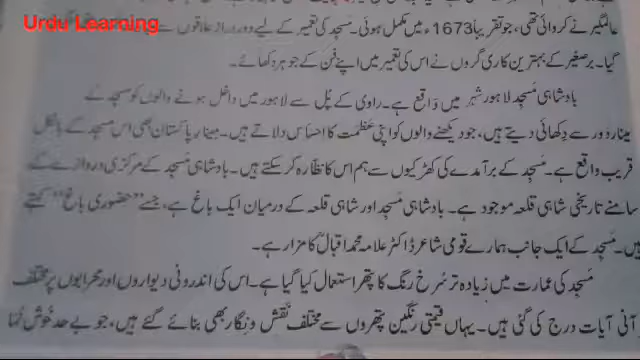 Urdu Learning
عالمگیر نے کروائی تھی، جو تقریباً 1673ء میں مکمل ہوئی۔ مسجد کی تعمیر کے لیے دور دراز علاقوں سے
گیا۔ برصغیر کے بہترین کاری گروں نے اس کی تعمیر میں اپنے فن کے جوہر دکھائے۔
بادشاہی مسجد لاہور شہر میں واقع ہے۔ راوی کے پُل سے لاہور میں داخل ہونے والوں کو مسجد کے
مینار دُور سے دکھائی دیتے ہیں، جو دیکھنے والوں کو اپنی عظمت کا احساس دلاتے ہیں۔ مینارِ پاکستان بھی اس مسجد کے بالکل
قریب واقع ہے۔ مسجد کے برآمدے کی کھڑکیوں سے ہم اس کا نظارہ کر سکتے ہیں۔ بادشاہی مسجد کے مرکزی دروازے کے
سامنے تاریخی شاہی قلعہ موجود ہے۔ بادشاہی مسجد اور شاہی قلعہ کے درمیان ایک باغ ہے، جسے ”حضوری باغ“ کہتے
ہیں۔ مسجد کے ایک جانب ہمارے قومی شاعر ڈاکٹر علامہ محمد اقبالؒ کا مزار ہے۔
مسجد کی عمارت میں زیادہ تر سُرخ رنگ کا پتھر استعمال کیا گیا ہے۔ اس کی اندرونی دیواروں اور محرابوں پر مختلف
آنی آیات درج کی گئی ہیں۔ یہاں قیمتی رنگین پتھروں سے مختلف نقش و نگار بھی بنائے گئے ہیں، جو بے حد خوش نما